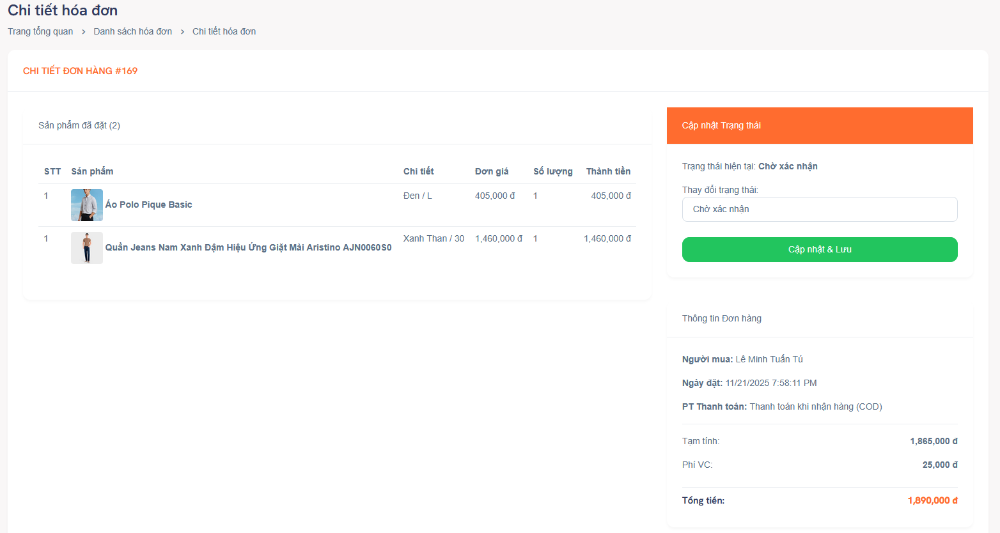 Chi tiết hóa đơn
Trang tổng quan > Danh sách hóa đơn > Chi tiết hóa đơn
CHI TIẾT ĐƠN HÀNG #169
Sản phẩm đã đặt (2)
STT Sản phẩm Chi tiết Đơn giá Số lượng Thành tiền
1 Áo Polo Pique Basic Đen / L 405,000 đ 1 405,000 đ
1 Quần Jeans Nam Xanh Đậm Hiệu Ứng Giặt Mài Aristino AJN0060S0 Xanh Than / 30 1,460,000 đ 1 1,460,000 đ
Cập nhật Trạng thái
Trạng thái hiện tại: Chờ xác nhận
Thay đổi trạng thái:
Chờ xác nhận
Cập nhật & Lưu
Thông tin Đơn hàng
Người mua: Lê Minh Tuấn Tú
Ngày đặt: 11/21/2025 7:58:11 PM
PT Thanh toán: Thanh toán khi nhận hàng (COD)
Tạm tính: 1,865,000 đ
Phí VC: 25,000 đ
Tổng tiền: 1,890,000 đ